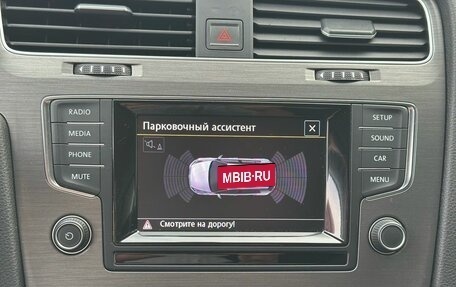 RADIO
MEDIA
PHONE
MUTE
Парковочный ассистент
MBIB-RU
Смотрите на дорогу!
SETUP
SOUND
CAR
MENU